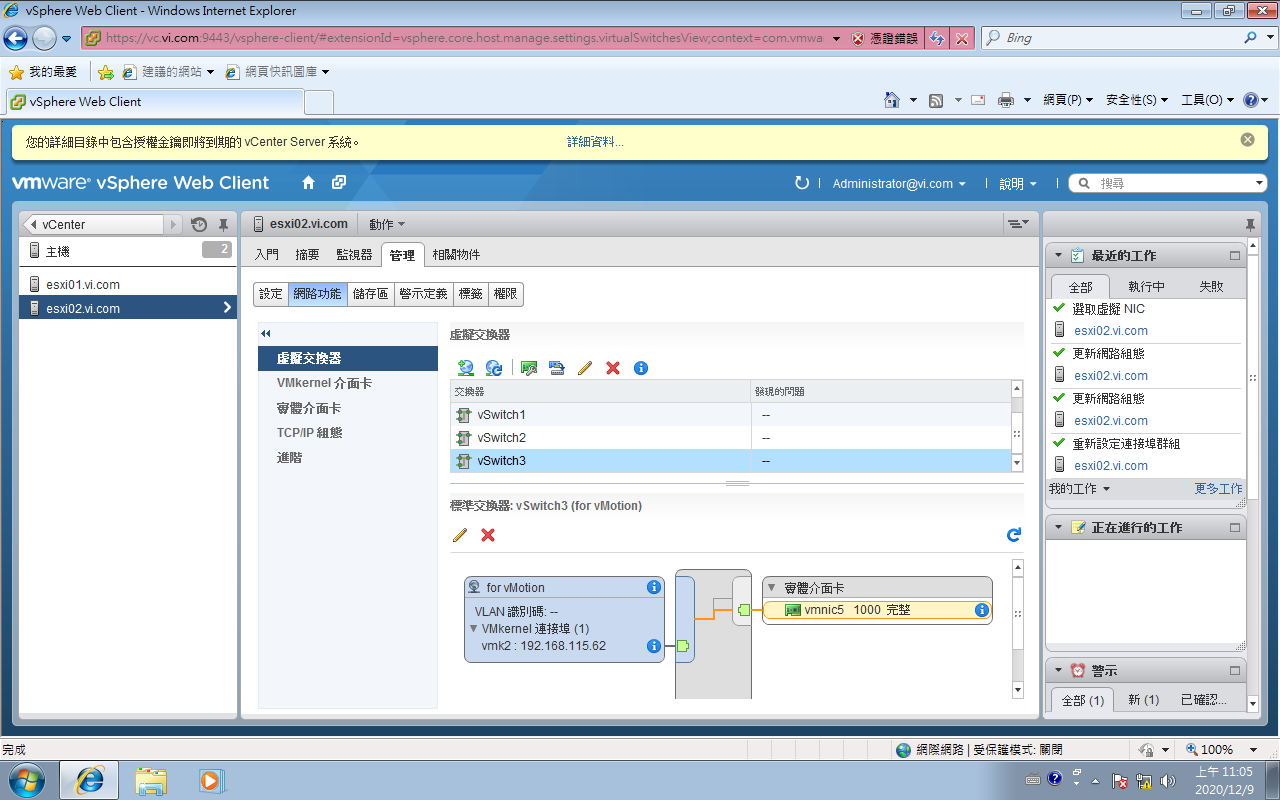 vSphere Web Client - Windows Internet Explorer
https://vc.vi.com:9443/vsphere-client/#extensionId=vsphere.core.host.manage.settings.virtualSwitchesView;context=com.vmwa
憑證錯誤
Bing
我的最愛
建議的網站
網頁快訊圖庫
vSphere Web Client
網頁(P)
安全性(S)
工具(O)
您的詳細目錄中包含授權金鑰即將到期的 vCenter Server 系統。
詳細資料...
vmware vSphere Web Client
Administrator@vi.com
說明
搜尋
vCenter
主機
2
esxi01.vi.com
esxi02.vi.com
esxi02.vi.com
動作
入門
摘要
監視器
管理
相關物件
設定
網路功能
儲存區
警示定義
標籤
權限
虛擬交換器
VMkernel 介面卡
實體介面卡
TCP/IP 組態
進階
虛擬交換器
交換器
發現的問題
vSwitch1
--
vSwitch2
--
vSwitch3
--
標準交換器: vSwitch3 (for vMotion)
for vMotion
VLAN 識別碼: --
VMkernel 連接埠 (1)
vmk2 : 192.168.115.62
實體介面卡
vmnic5 1000 完整
最近的工作
全部
執行中
失敗
選取虛擬 NIC
esxi02.vi.com
更新網路組態
esxi02.vi.com
更新網路組態
esxi02.vi.com
重新設定連接埠群組
esxi02.vi.com
我的工作
更多工作
正在進行的工作
警示
全部 (1)
新 (1)
已確認...
完成
網際網路 | 受保護模式: 關閉
100%
上午 11:05
2020/12/9